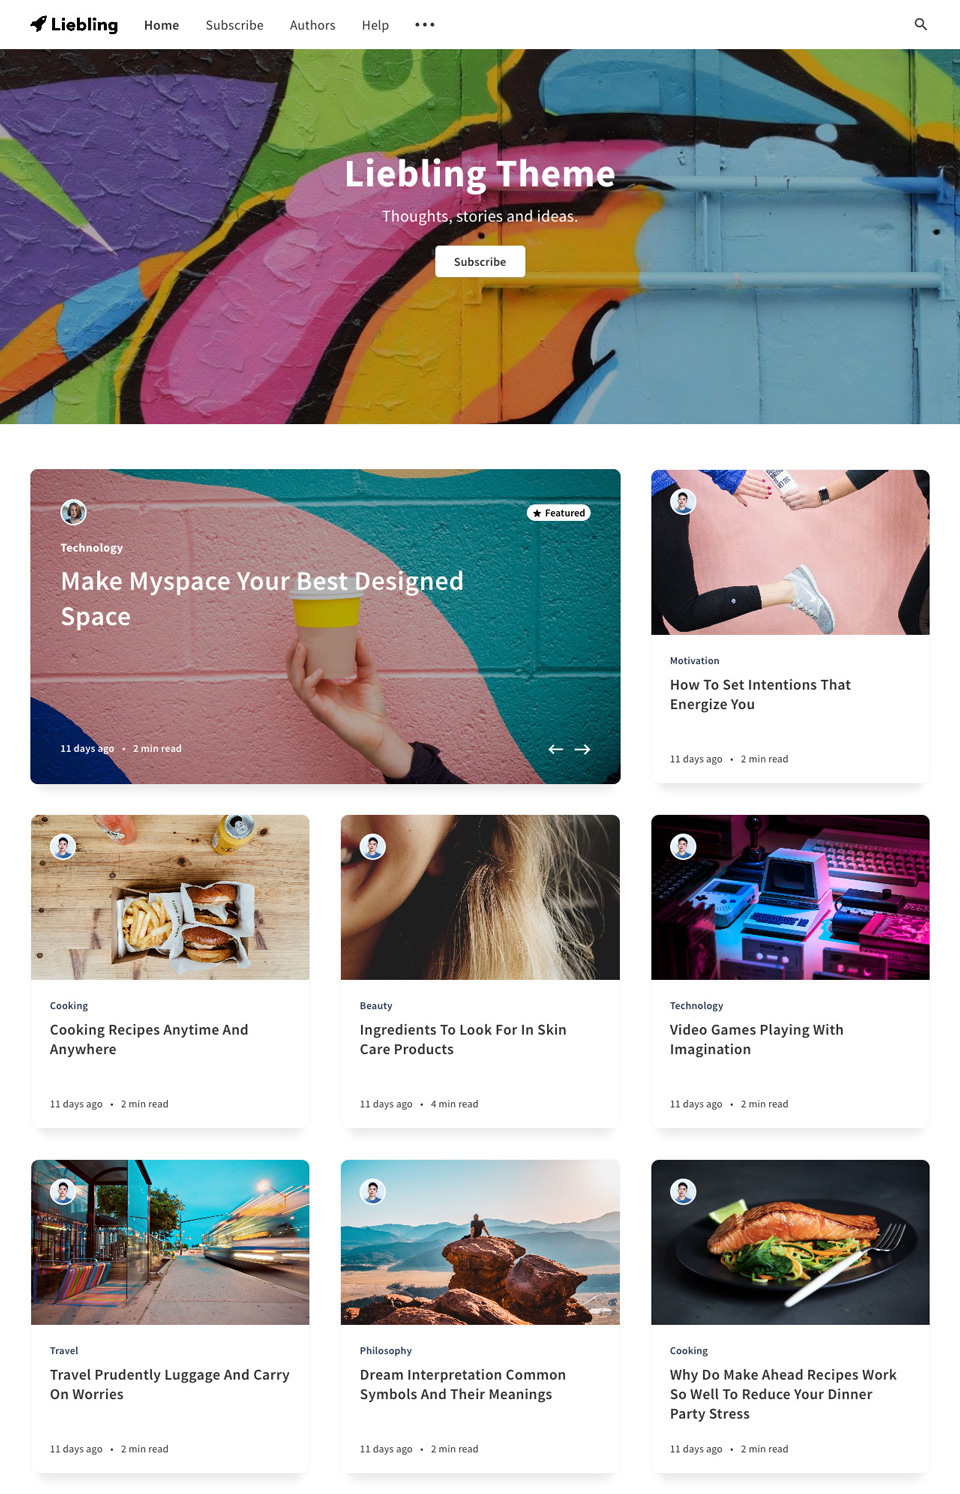 Liebling
Home
Subscribe
Authors
Help
Liebling Theme
Thoughts, stories and ideas.
Subscribe
★ Featured
Technology
Make Myspace Your Best Designed
Space
11 days ago • 2 min read
Motivation
How To Set Intentions That
Energize You
11 days ago • 2 min read
Cooking
Cooking Recipes Anytime And
Anywhere
11 days ago • 2 min read
Beauty
Ingredients To Look For In Skin
Care Products
11 days ago • 4 min read
Technology
Video Games Playing With
Imagination
11 days ago • 2 min read
Travel
Travel Prudently Luggage And Carry
On Worries
11 days ago • 2 min read
Philosophy
Dream Interpretation Common
Symbols And Their Meanings
11 days ago • 2 min read
Cooking
Why Do Make Ahead Recipes Work
So Well To Reduce Your Dinner
Party Stress
11 days ago • 2 min read